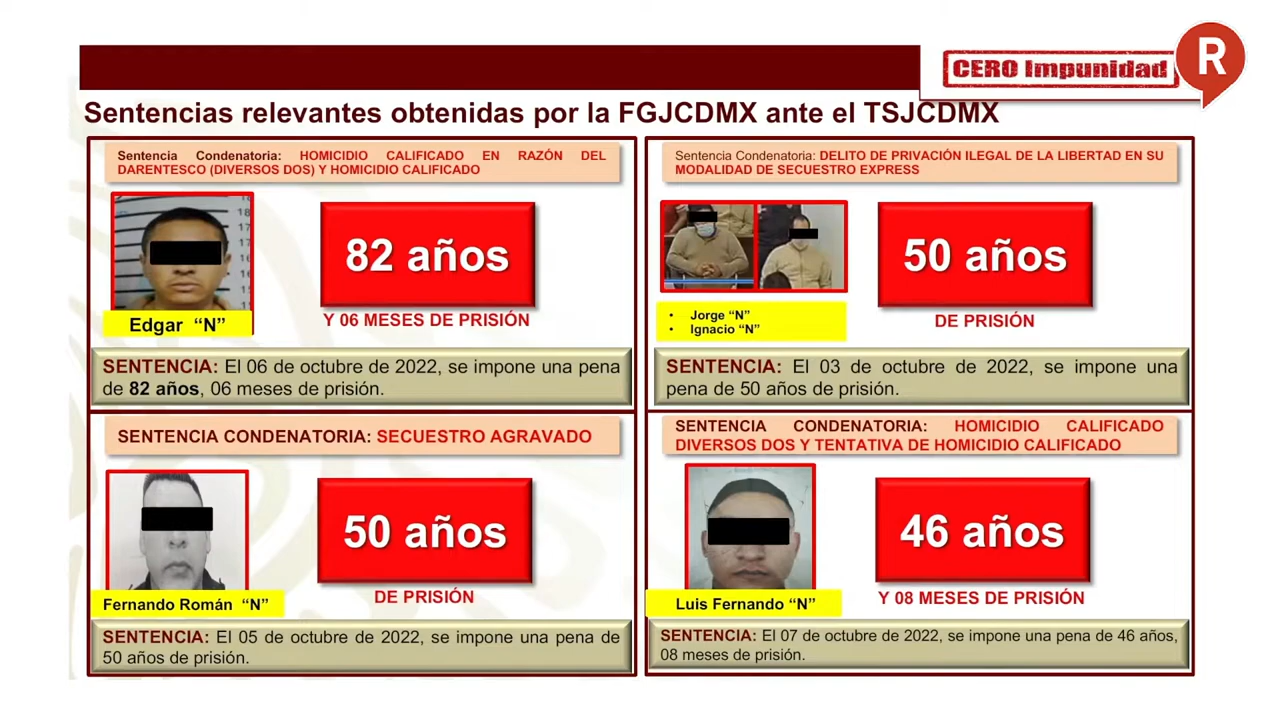 CERO Impunidad
R
Sentencias relevantes obtenidas por la FGJCDMX ante el TSJCDMX
Sentencia Condenatoria: HOMICIDIO CALIFICADO EN RAZÓN DEL
DARENTESCO (DIVERSOS DOS) Y HOMICIDIO CALIFICADO
82 años
Y 06 MESES DE PRISIÓN
Edgar “N”
SENTENCIA: El 06 de octubre de 2022, se impone una pena
de 82 años, 06 meses de prisión.
Sentencia Condenatoria: DELITO DE PRIVACIÓN ILEGAL DE LA LIBERTAD EN SU
MODALIDAD DE SECUESTRO EXPRESS
50 años
DE PRISIÓN
• Jorge “N”
• Ignacio “N”
SENTENCIA: El 03 de octubre de 2022, se impone una
pena de 50 años de prisión.
SENTENCIA CONDENATORIA: SECUESTRO AGRAVADO
50 años
DE PRISIÓN
Fernando Román “N”
SENTENCIA: El 05 de octubre de 2022, se impone una pena de
50 años de prisión.
SENTENCIA CONDENATORIA: HOMICIDIO CALIFICADO
DIVERSOS DOS Y TENTATIVA DE HOMICIDIO CALIFICADO
46 años
Y 08 MESES DE PRISIÓN
Luis Fernando “N”
SENTENCIA: El 07 de octubre de 2022, se impone una pena de 46 años,
08 meses de prisión.